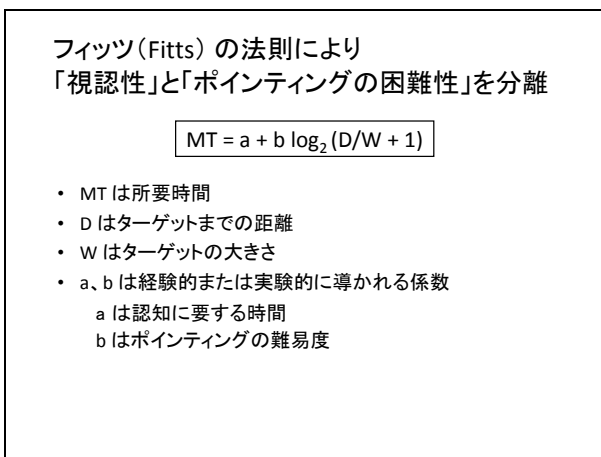 フィッツ（Fitts）の法則により
「視認性」と「ポインティングの困難性」を分離
MT = a + b log₂ (D/W + 1)
• MT は所要時間
• D はターゲットまでの距離
• W はターゲットの大きさ
• a、b は経験的または実験的に導かれる係数
a は認知に要する時間
b はポインティングの難易度